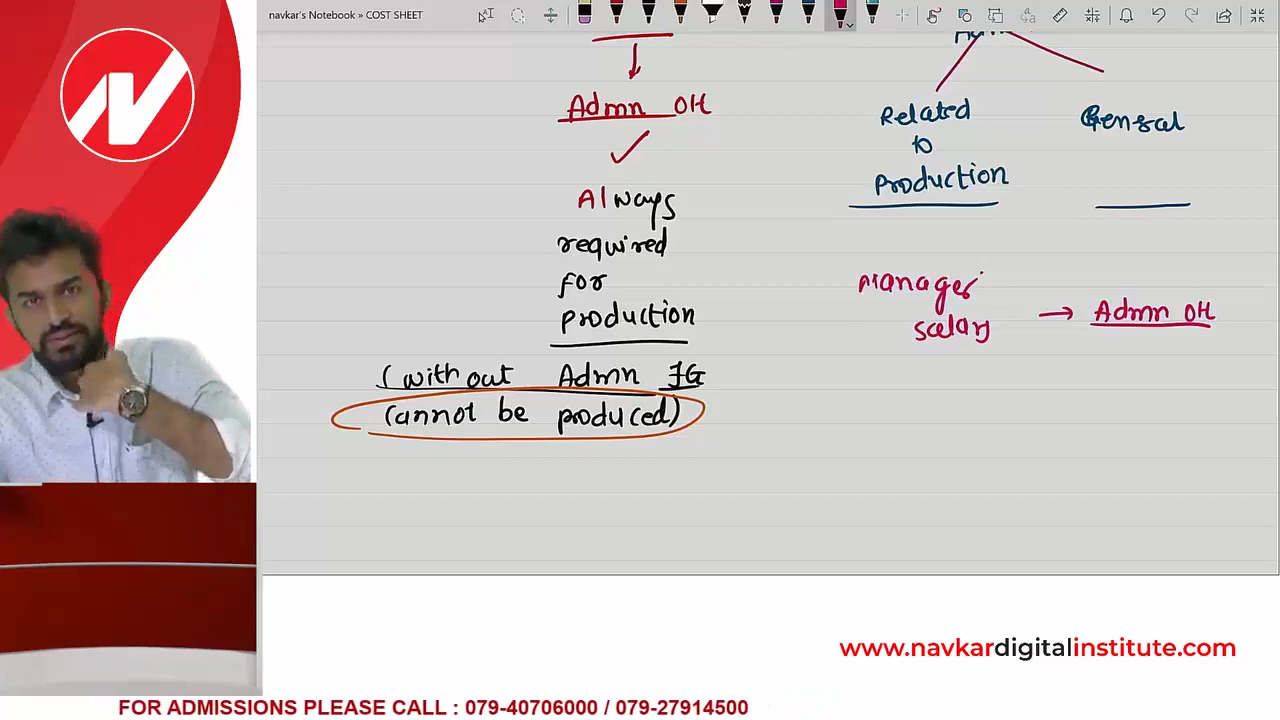 navkar's Notebook » COST SHEET
Admn OH
Always
required
for
production
(without Admn FG
Cannot be produced)
Related
to
production
General
Manager
salary → Admn OH
www.navkardigitalinstitute.com
FOR ADMISSIONS PLEASE CALL : 079-40706000 / 079-27914500